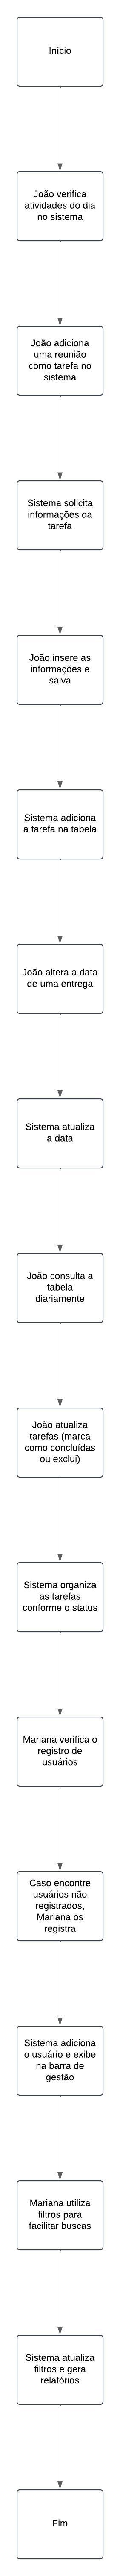 Início
João verifica
atividades do dia
no sistema
João adiciona
uma reunião
como tarefa no
sistema
Sistema solicita
informações da
tarefa
João insere as
informações e
salva
Sistema adiciona
a tarefa na tabela
João altera a data
de uma entrega
Sistema atualiza
a data
João consulta a
tabela
diariamente
João atualiza
tarefas (marca
como concluídas
ou exclui)
Sistema organiza
as tarefas
conforme o status
Mariana verifica o
registro de
usuários
Caso encontre
usuários não
registrados,
Mariana os
registra
Sistema adiciona
o usuário e exibe
na barra de
gestão
Mariana utiliza
filtros para
facilitar buscas
Sistema atualiza
filtros e gera
relatórios
Fim